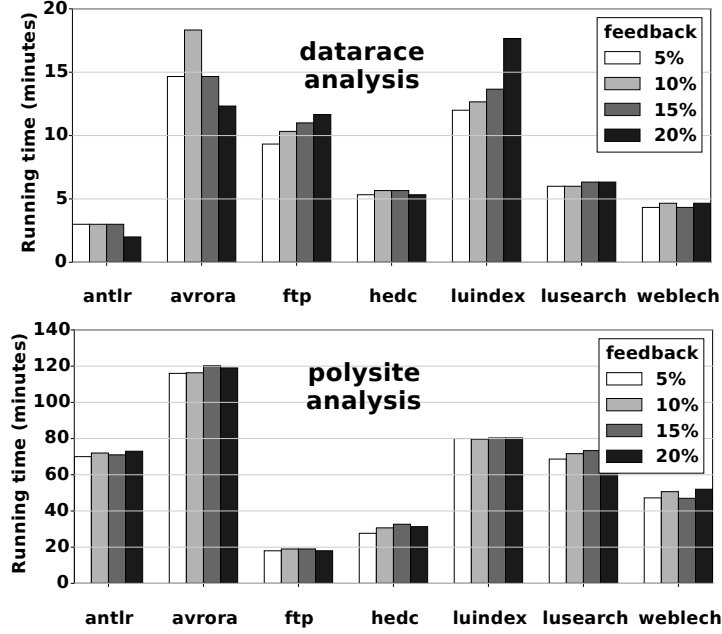 20
15
10
5
0
Running time (minutes)
datarace
analysis
feedback
5%
10%
15%
20%
antlr avrora ftp hedc luindex lusearch weblech
140
120
100
80
60
40
20
0
Running time (minutes)
polysite
analysis
feedback
5%
10%
15%
20%
antlr avrora ftp hedc luindex lusearch weblech